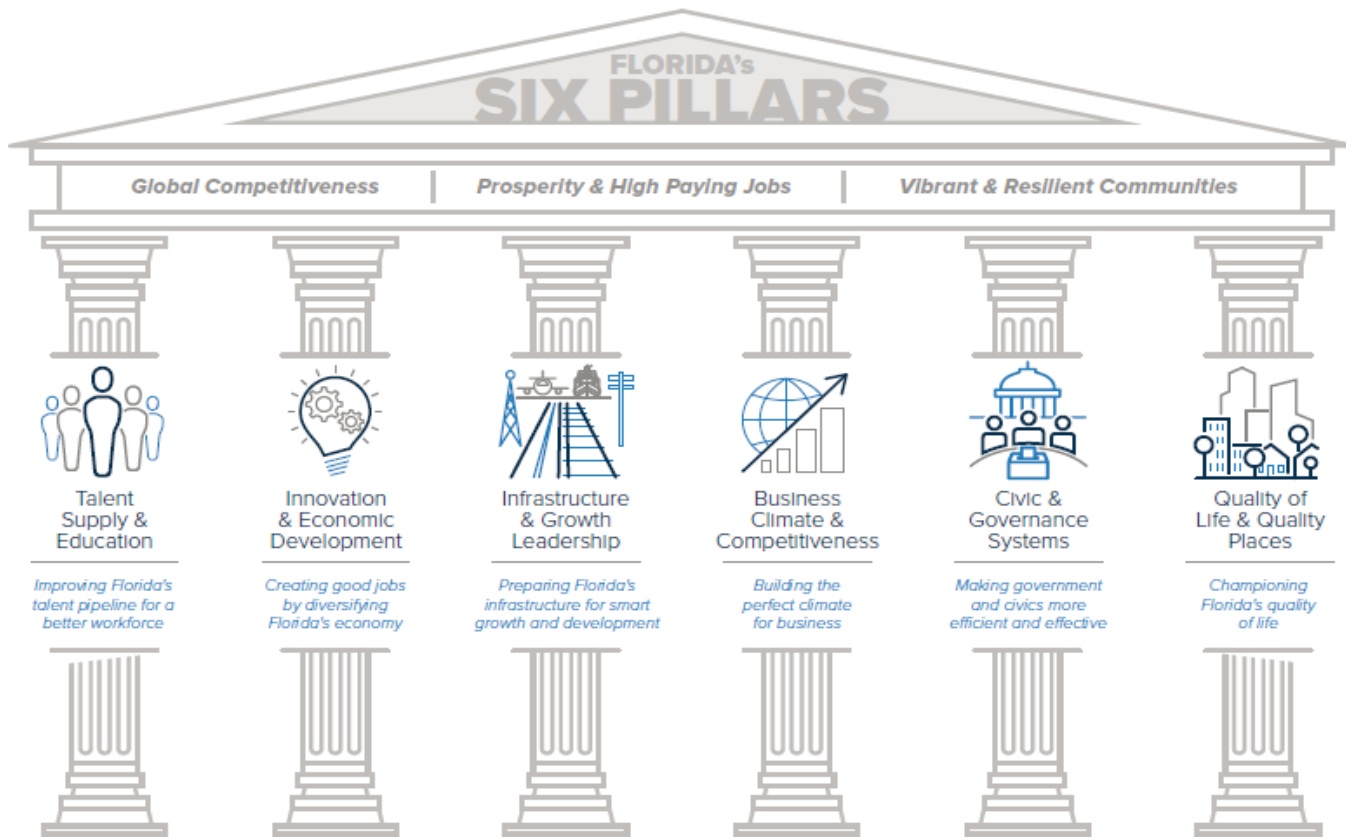 FLORIDA's
SIX PILLARS
Global Competitiveness | Prosperity & High Paying Jobs | Vibrant & Resilient Communities
Talent
Supply &
Education
Improving Florida's
talent pipeline for a
better workforce
Innovation
& Economic
Development
Creating good jobs
by diversifying
Florida's economy
Infrastructure
& Growth
Leadership
Preparing Florida's
infrastructure for smart
growth and development
Business
Climate &
Competitiveness
Building the
perfect climate
for business
Civic &
Governance
Systems
Making government
and civics more
efficient and effective
Quality of
Life & Quality
Places
Championing
Florida's quality
of life